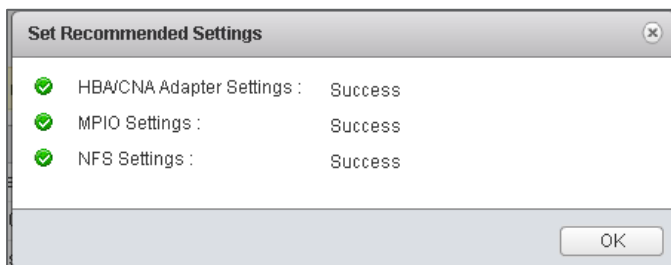 Set Recommended Settings
HBA/CNA Adapter Settings : Success
MPIO Settings : Success
NFS Settings : Success
OK